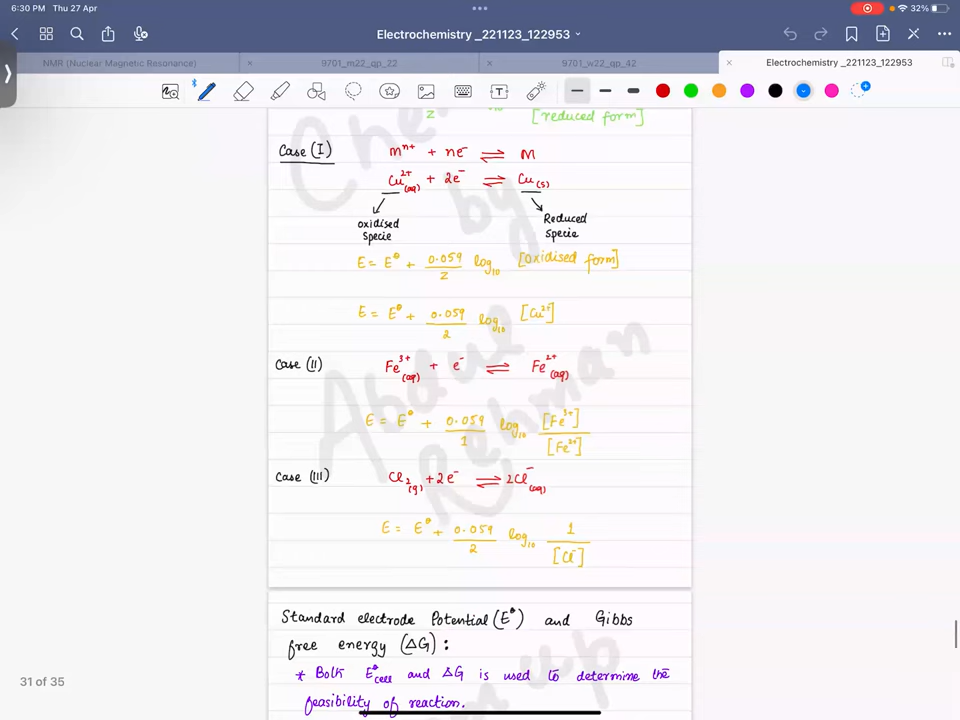 6:30 PM Thu 27 Apr
32%
Electrochemistry _221123_122953
NMR (Nuclear Magnetic Resonance)
9701_m22_qp_22
9701_w22_qp_42
Electrochemistry _221123_122953
z [reduced form]
Case (I) mⁿ⁺ + ne⁻ ⇌ M
Cu²⁺(aq) + 2e⁻ ⇌ Cu(s)
oxidised Reduced
specie specie
E = E° + 0.059/z log₁₀ [oxidised form]
E = E° + 0.059/2 log₁₀ [Cu²⁺]
Case (II) Fe³⁺(aq) + e⁻ ⇌ Fe²⁺(aq)
E = E° + 0.059/1 log₁₀ [Fe³⁺]/[Fe²⁺]
Case (III) Cl₂(g) + 2e⁻ ⇌ 2Cl⁻(aq)
E = E° + 0.059/2 log₁₀ 1/[Cl⁻]
Standard electrode Potential (E°) and Gibbs
free energy (ΔG) :
* Both E°cell and ΔG is used to determine the
feasibility of reaction.
31 of 35
by
Abdul
Rehman